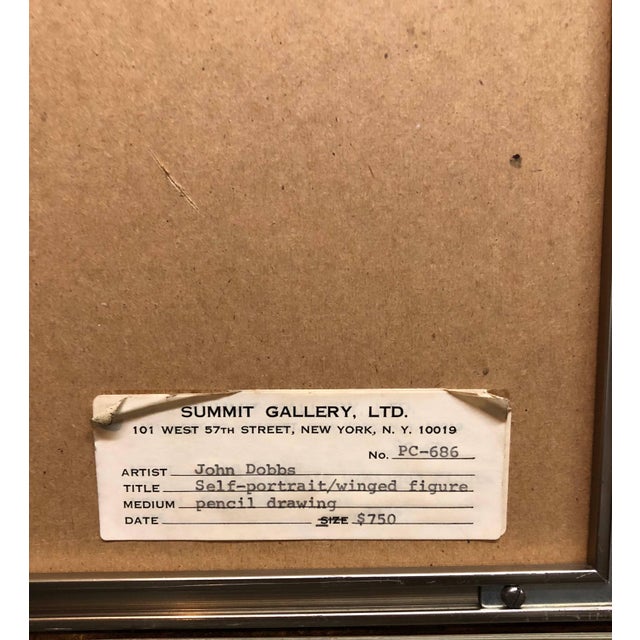 SUMMIT GALLERY, LTD.
101 WEST 57TH STREET, NEW YORK, N. Y. 10019
No. PC-686
ARTIST John Dobbs
TITLE Self-portrait/winged figure
MEDIUM pencil drawing
DATE SIZE $750